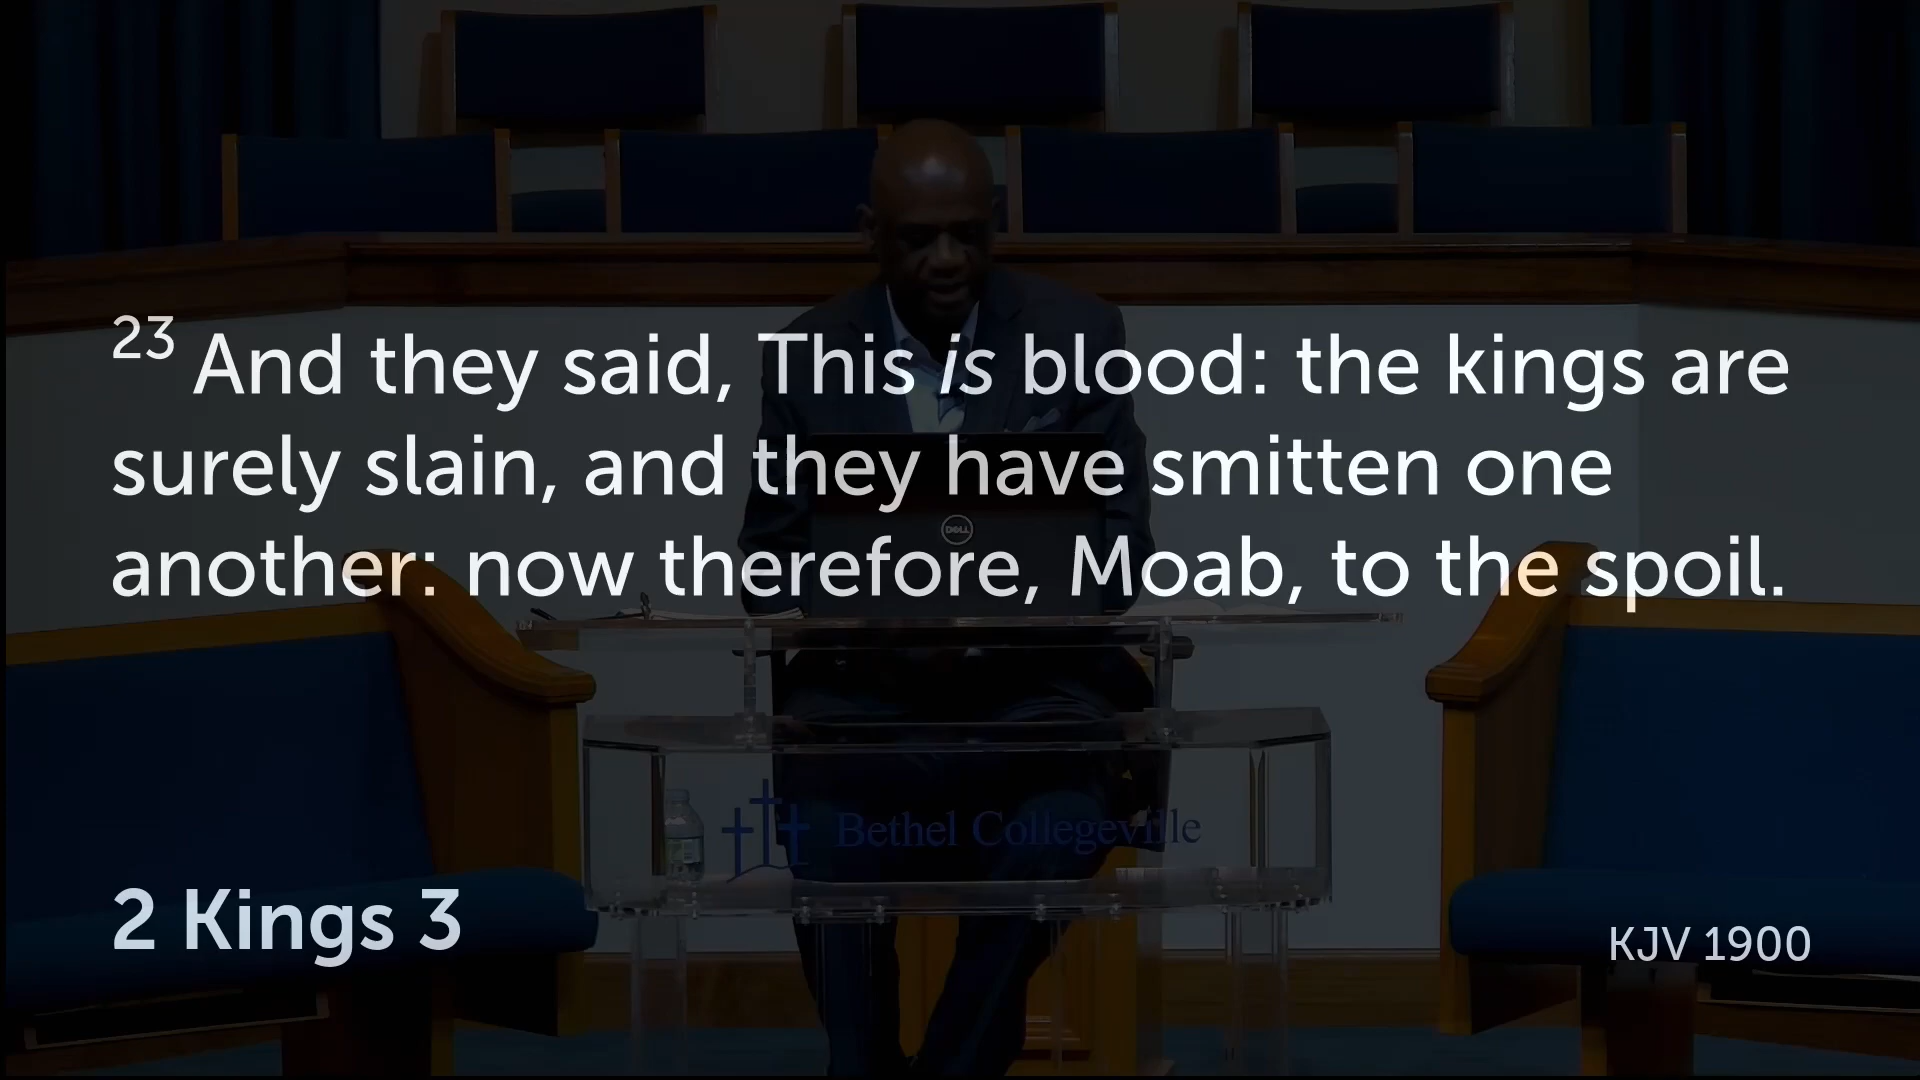 23 And they said, This is blood: the kings are
surely slain, and they have smitten one
another: now therefore, Moab, to the spoil.
DELL
Bethel Collegeville
2 Kings 3
KJV 1900